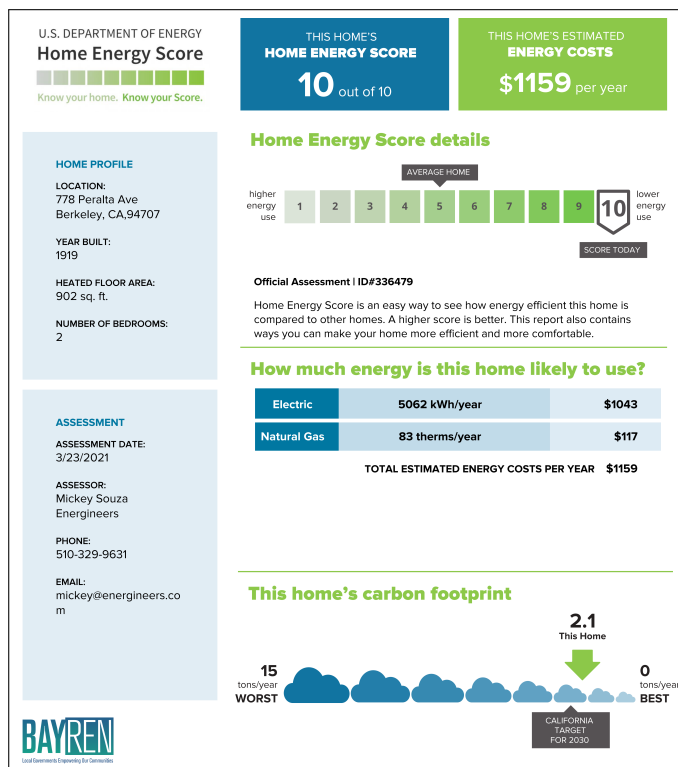 U.S. DEPARTMENT OF ENERGY
Home Energy Score
Know your home. Know your Score.
THIS HOME'S
HOME ENERGY SCORE
10 out of 10
THIS HOME'S ESTIMATED
ENERGY COSTS
$1159 per year
HOME PROFILE
LOCATION:
778 Peralta Ave
Berkeley, CA,94707
YEAR BUILT:
1919
HEATED FLOOR AREA:
902 sq. ft.
NUMBER OF BEDROOMS:
2
ASSESSMENT
ASSESSMENT DATE:
3/23/2021
ASSESSOR:
Mickey Souza
Energineers
PHONE:
510-329-9631
EMAIL:
mickey@energineers.co
m
BAYREN
Local Governments Empowering Our Communities
Home Energy Score details
AVERAGE HOME
higher
energy
use
1 2 3 4 5 6 7 8 9 10
lower
energy
use
SCORE TODAY
Official Assessment | ID#336479
Home Energy Score is an easy way to see how energy efficient this home is
compared to other homes. A higher score is better. This report also contains
ways you can make your home more efficient and more comfortable.
How much energy is this home likely to use?
Electric 5062 kWh/year $1043
Natural Gas 83 therms/year $117
TOTAL ESTIMATED ENERGY COSTS PER YEAR $1159
This home's carbon footprint
2.1
This Home
15
tons/year
WORST
0
tons/year
BEST
CALIFORNIA
TARGET
FOR 2030